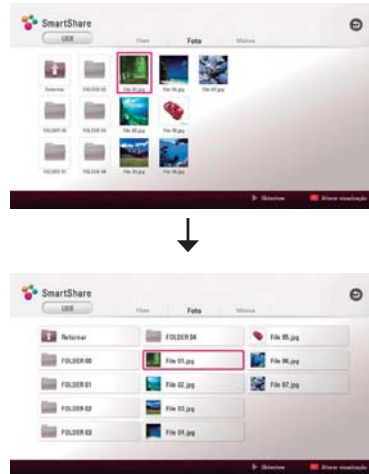 SmartShare
USB
Filmes Foto Música
Retornar FOLDER 02 File 01.jpg File 04.jpg File 07.jpg
FOLDER 00 FOLDER 03 File 02.jpg File 05.jpg
FOLDER 01 FOLDER 04 File 03.jpg File 06.jpg
Slideshow Alterar visualização
SmartShare
USB
Filmes Foto Música
Retornar FOLDER 04 File 05.jpg
FOLDER 00 File 01.jpg File 06.jpg
FOLDER 01 File 02.jpg File 07.jpg
FOLDER 02 File 03.jpg
FOLDER 03 File 04.jpg
Slideshow Alterar visualização